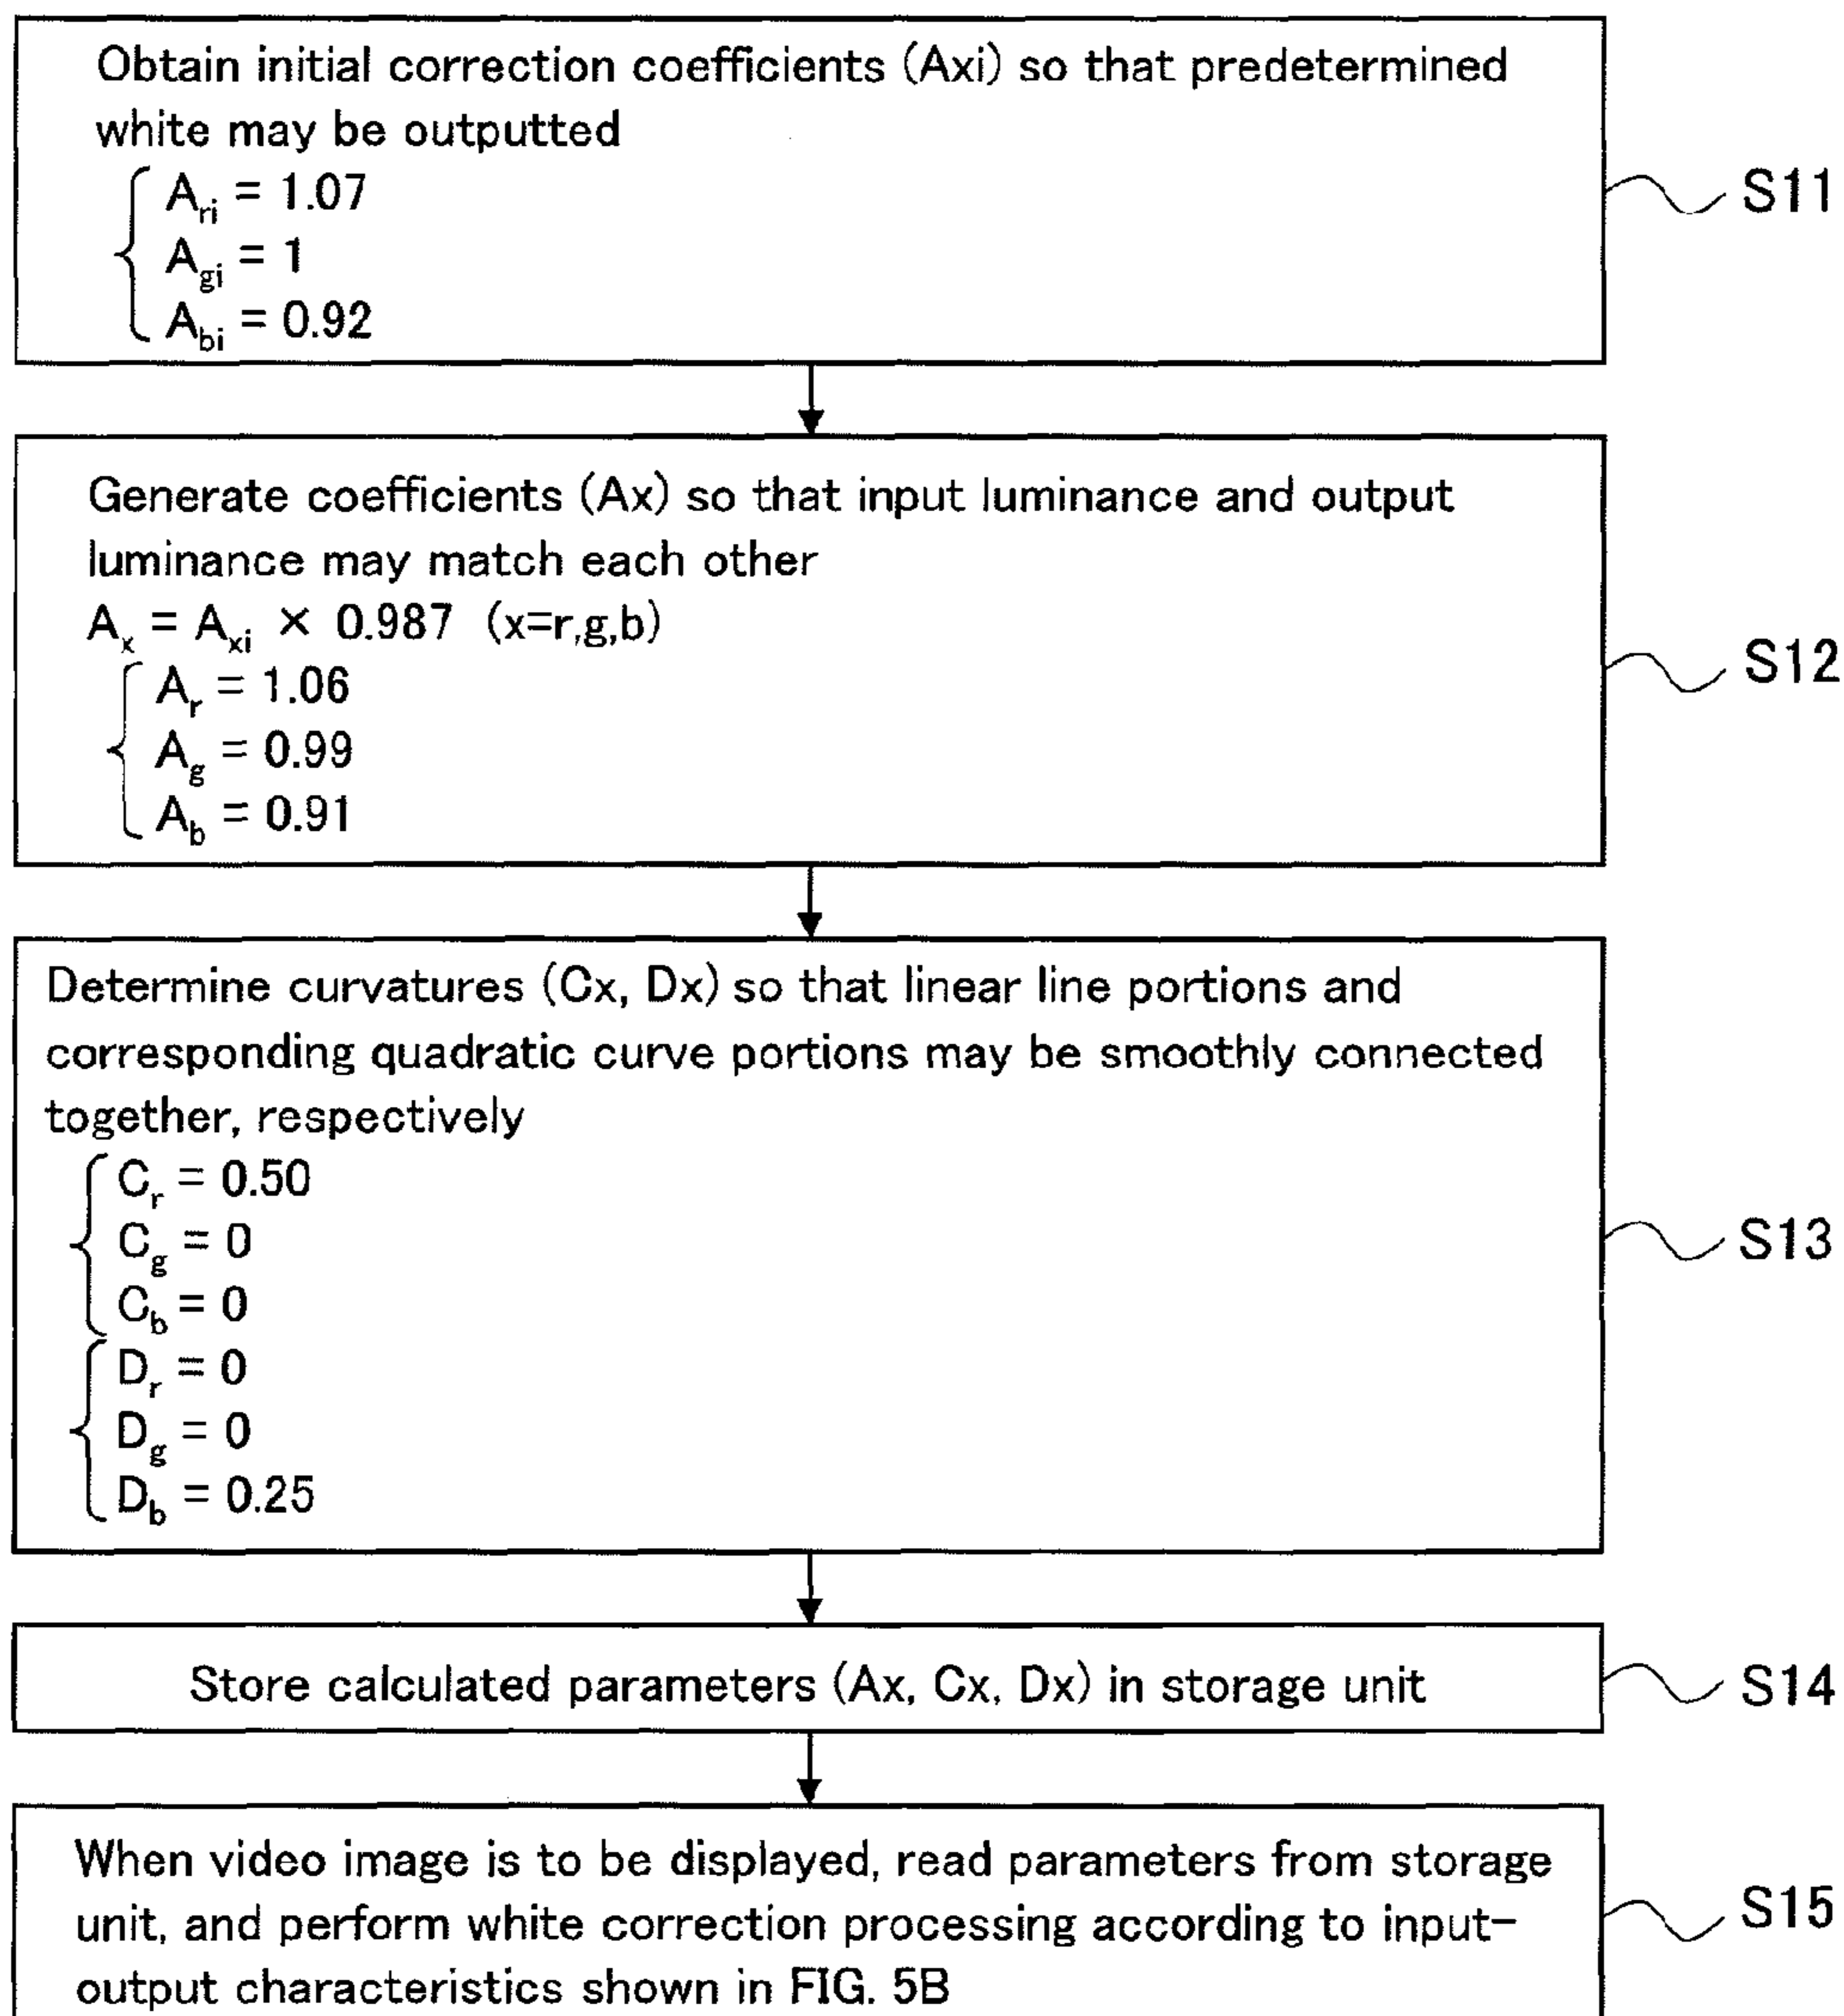 Obtain initial correction coefficients (Axi) so that predetermined
white may be outputted
A_ri = 1.07
A_gi = 1
A_bi = 0.92
S11
Generate coefficients (Ax) so that input luminance and output
luminance may match each other
A_x = A_xi × 0.987 (x=r,g,b)
A_r = 1.06
A_g = 0.99
A_b = 0.91
S12
Determine curvatures (Cx, Dx) so that linear line portions and
corresponding quadratic curve portions may be smoothly connected
together, respectively
C_r = 0.50
C_g = 0
C_b = 0
D_r = 0
D_g = 0
D_b = 0.25
S13
Store calculated parameters (Ax, Cx, Dx) in storage unit
S14
When video image is to be displayed, read parameters from storage
unit, and perform white correction processing according to input-
output characteristics shown in FIG. 5B
S15